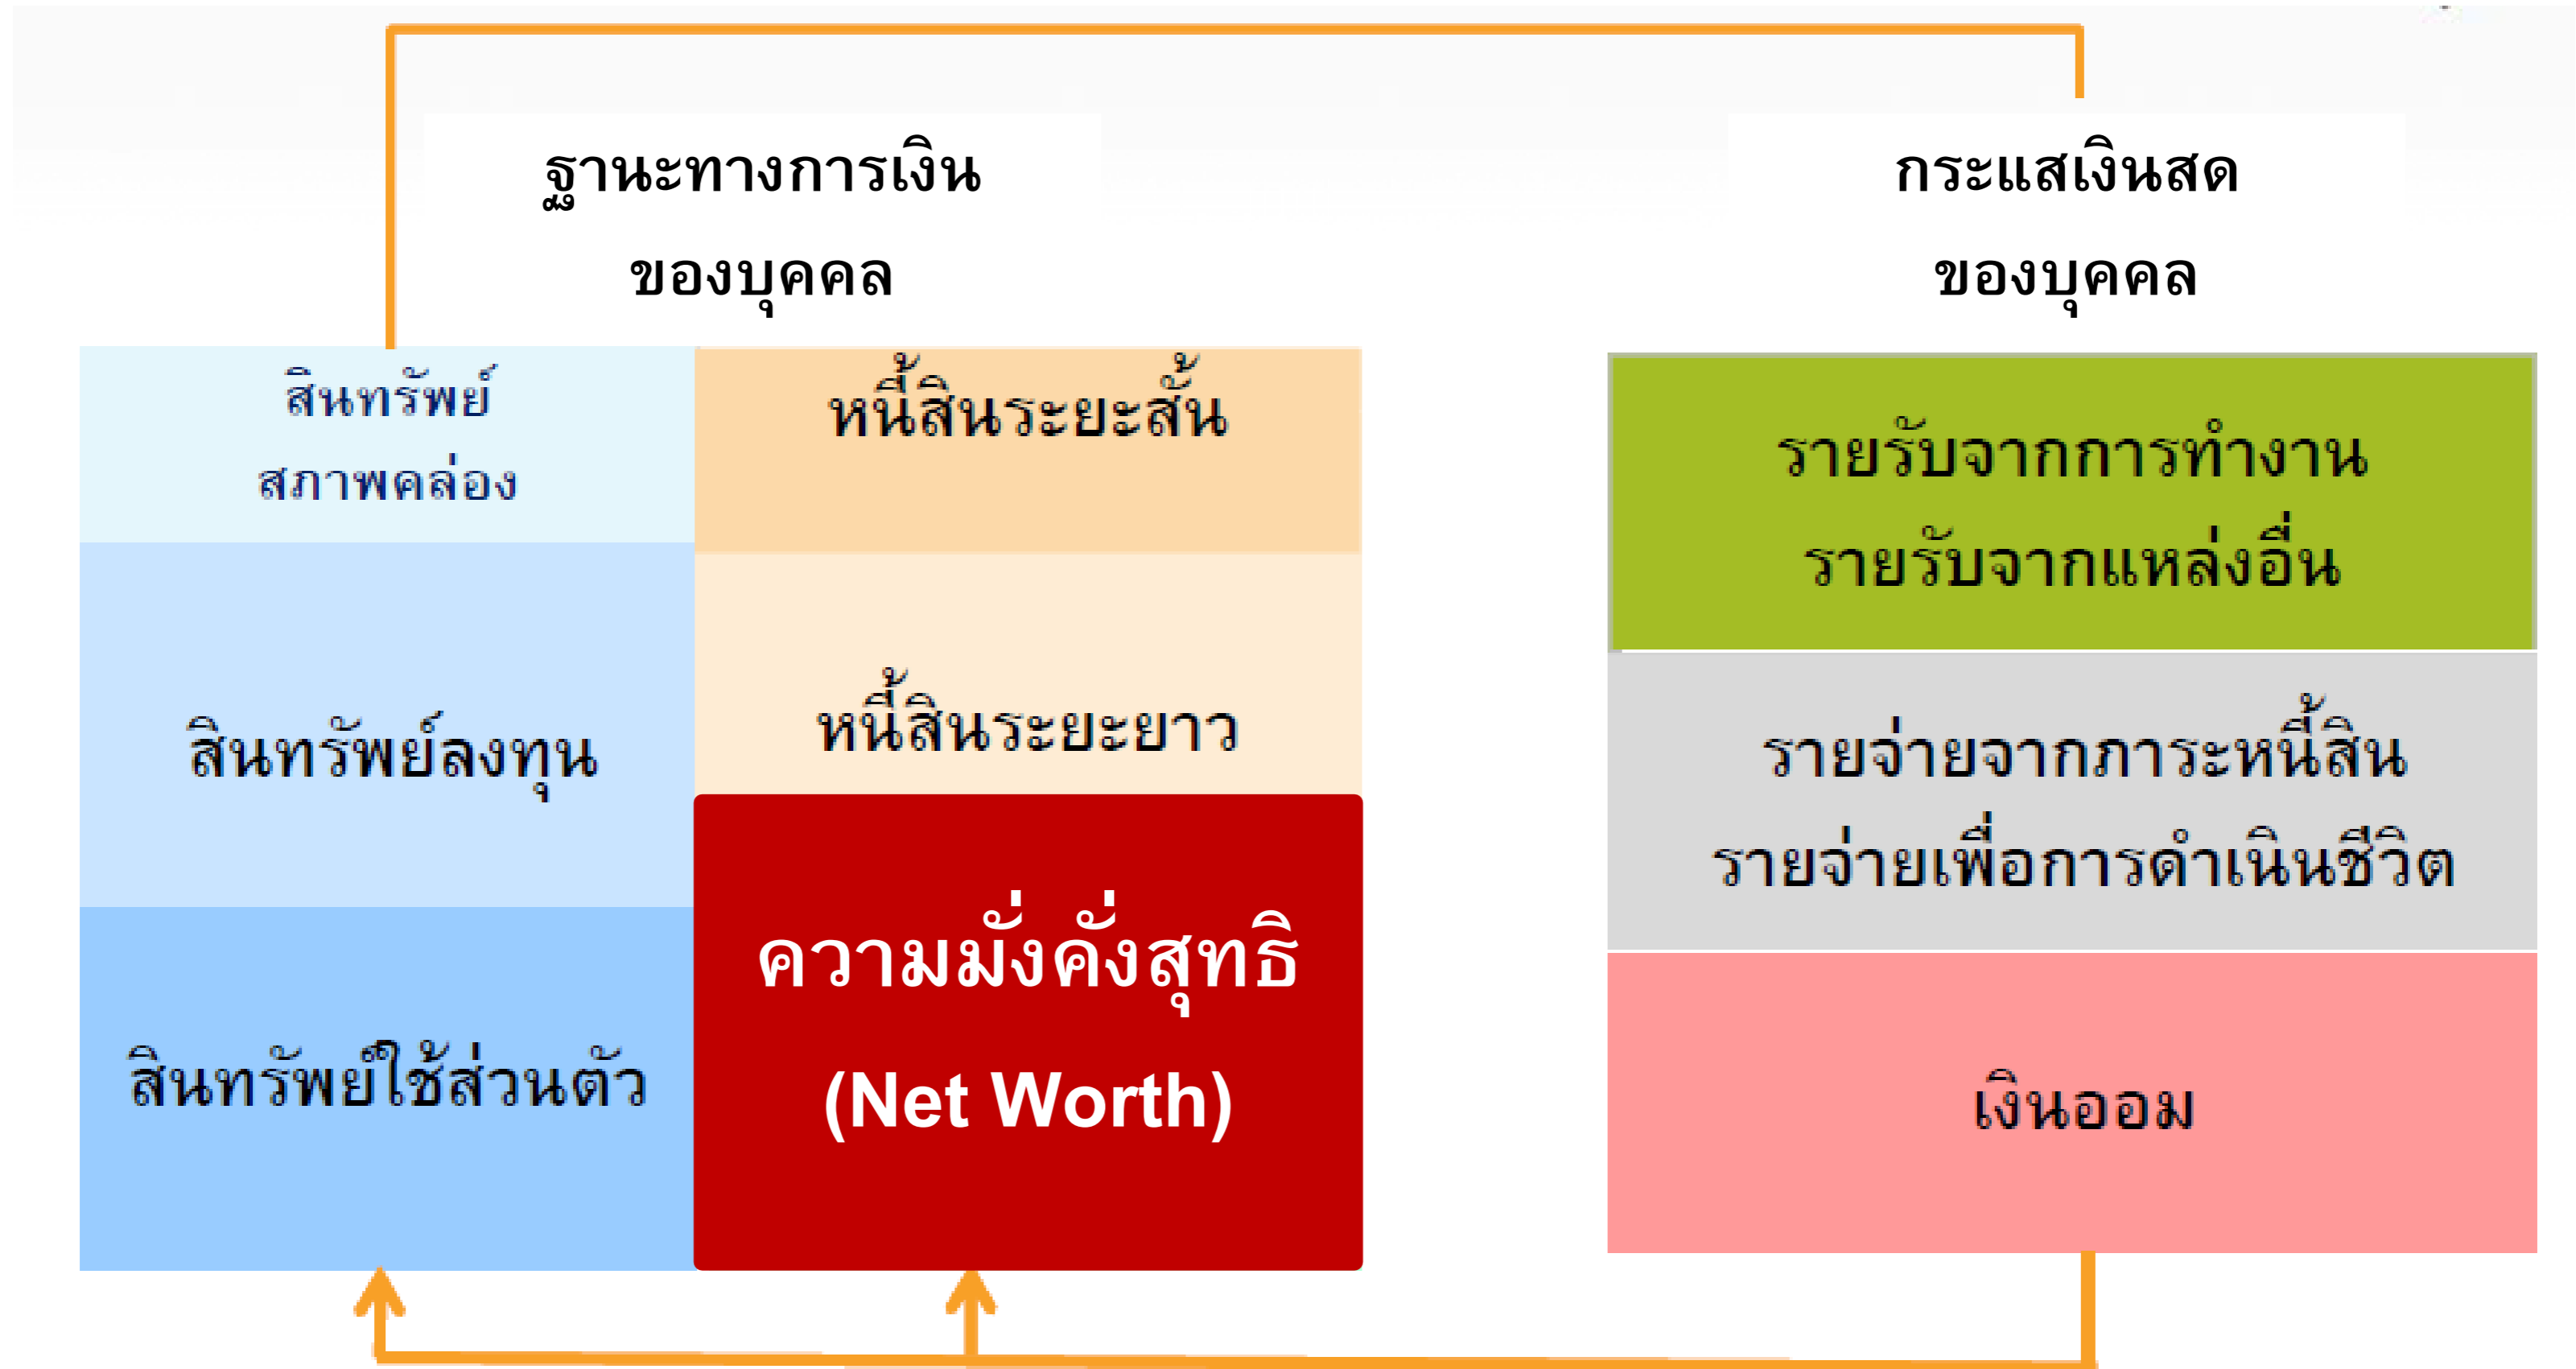 ฐานะทางการเงิน
ของบุคคล
กระแสเงินสด
ของบุคคล
สินทรัพย์
สภาพคล่อง
หนี้สินระยะสั้น
สินทรัพย์ลงทุน
หนี้สินระยะยาว
สินทรัพย์ใช้ส่วนตัว
ความมั่งคั่งสุทธิ
(Net Worth)
รายรับจากการทำงาน
รายรับจากแหล่งอื่น
รายจ่ายจากภาระหนี้สิน
รายจ่ายเพื่อการดำเนินชีวิต
เงินออม